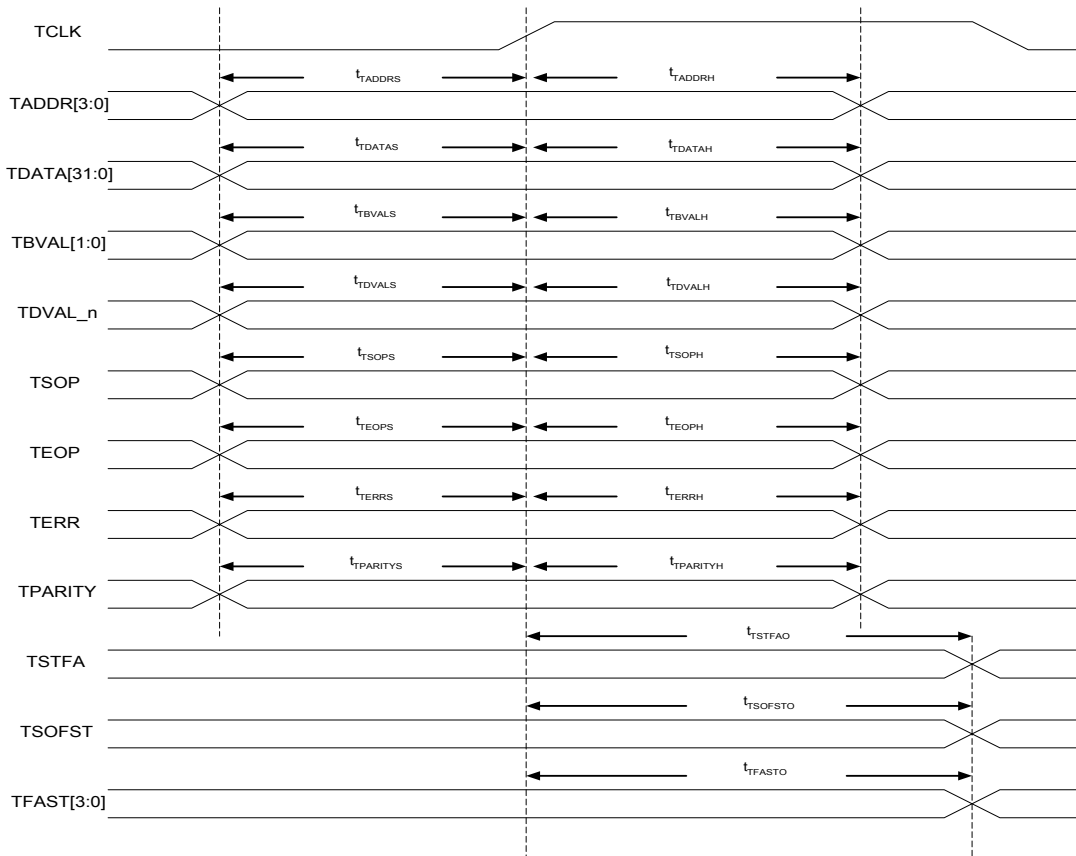 TCLK
tTADDRS tTADDRH
TADDR[3:0]
tTDATAS tTDATAH
TDATA[31:0]
tTBVALS tTBVALH
TBVAL[1:0]
tTDVALS tTDVALH
TDVAL_n
tTSOPS tTSOPH
TSOP
tTEOPS tTEOPH
TEOP
tTERRS tTERRH
TERR
tTPARITYS tTPARITYH
TPARITY
tTSTFAO
TSTFA
tTSOFSTO
TSOFST
tTFASTO
TFAST[3:0]